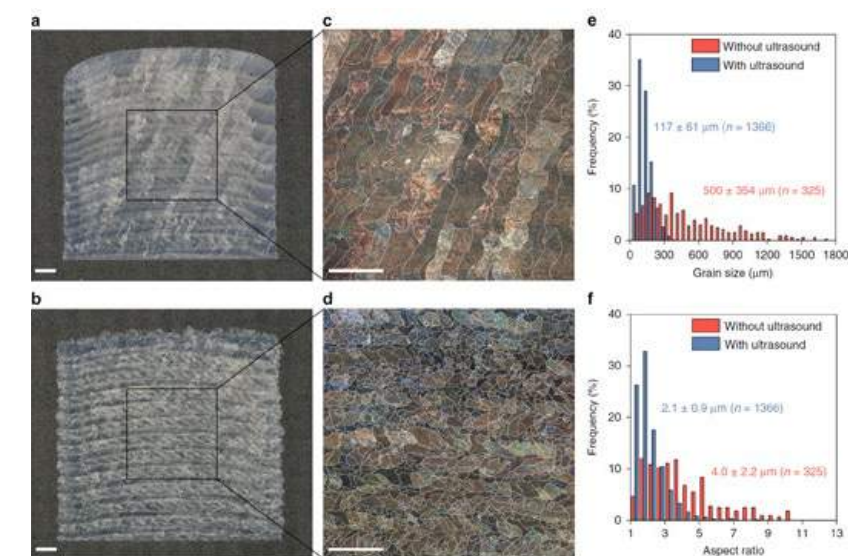 a
c
e
40
Without ultrasound
With ultrasound
30
Frequency (%)
20
117 ± 61 μm (n = 1366)
10
500 ± 354 μm (n = 325)
0
0 300 600 900 1200 1500 1800
Grain size (μm)
b
d
f
40
Without ultrasound
With ultrasound
30
Frequency (%)
20
2.1 ± 0.9 μm (n = 1366)
10
4.0 ± 2.2 μm (n = 325)
0
1 3 5 7 9 11 13
Aspect ratio